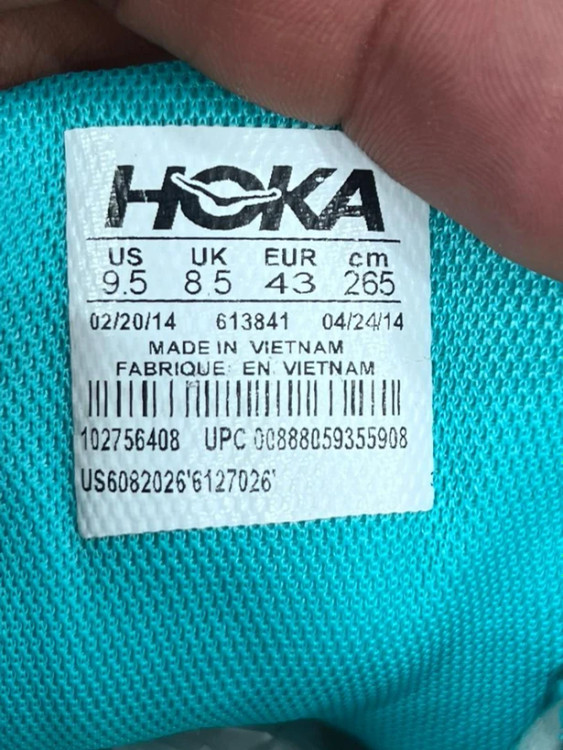 HOKA
US UK EUR cm
9.5 8.5 43 265
02/20/14 613841 04/24/14
MADE IN VIETNAM
FABRIQUE EN VIETNAM
102756408 UPC 00888059355908
US6082026'6127026'